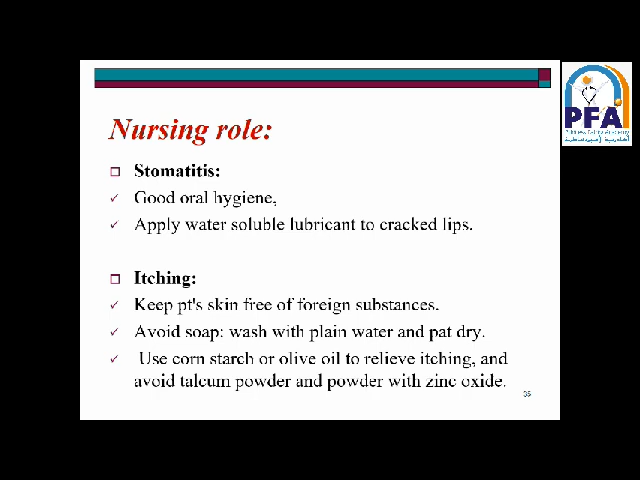 Nursing role:
Stomatitis:
Good oral hygiene,
Apply water soluble lubricant to cracked lips.
Itching:
Keep pt's skin free of foreign substances.
Avoid soap: wash with plain water and pat dry.
Use corn starch or olive oil to relieve itching, and
avoid talcum powder and powder with zinc oxide.
35
PFA